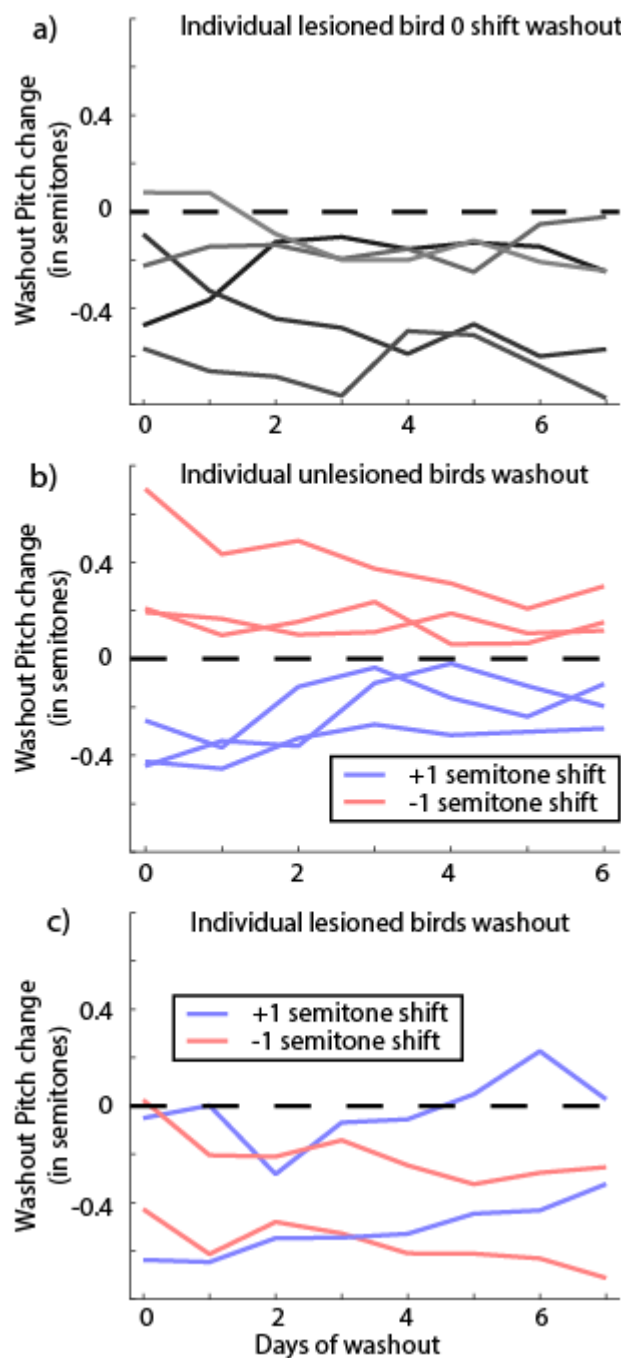 a)
Individual lesioned bird 0 shift washout
Washout Pitch change
(in semitones)
0.4
0
-0.4
0 2 4 6
b)
Individual unlesioned birds washout
Washout Pitch change
(in semitones)
0.4
0
-0.4
+1 semitone shift
-1 semitone shift
0 2 4 6
c)
Individual lesioned birds washout
Washout Pitch change
(in semitones)
0.4
+1 semitone shift
-1 semitone shift
0
-0.4
0 2 4 6
Days of washout